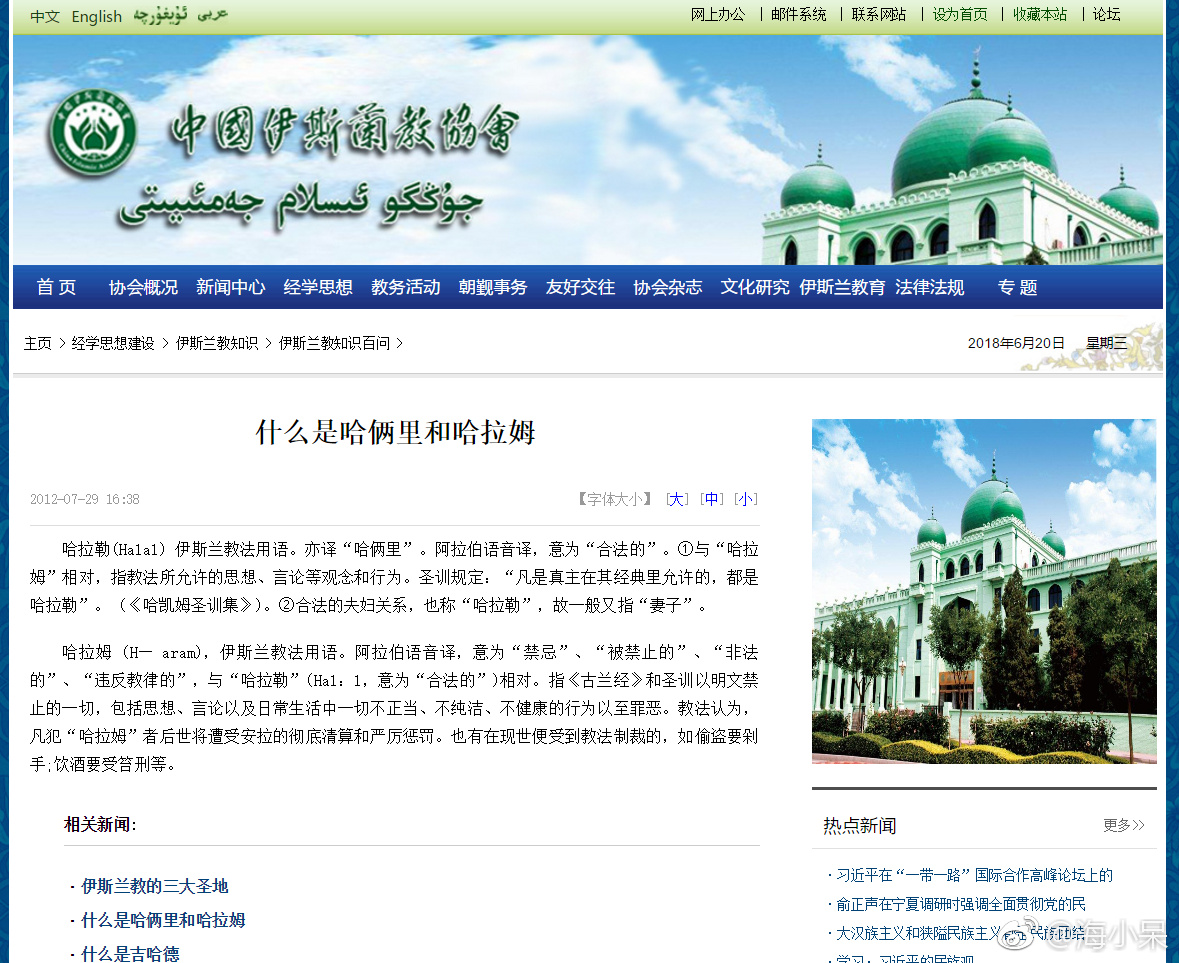 中文 English ئۇيغۇرچە عربى
网上办公 | 邮件系统 | 联系网站 | 设为首页 | 收藏本站 | 论坛
中國伊斯蘭教協會
جۇڭگو ئىسلام جەمئىيىتى
首 页 协会概况 新闻中心 经学思想 教务活动 朝觐事务 友好交往 协会杂志 文化研究 伊斯兰教育 法律法规 专 题
主页 > 经学思想建设 > 伊斯兰教知识 > 伊斯兰教知识百问 >
2018年6月20日 星期三
什么是哈俩里和哈拉姆
2012-07-29 16:38
【字体大小】 [大] [中] [小]
哈拉勒(Halal) 伊斯兰教法用语。亦译“哈俩里”。阿拉伯语音译，意为“合法的”。①与“哈拉
姆”相对，指教法所允许的思想、言论等观念和行为。圣训规定：“凡是真主在其经典里允许的，都是
哈拉勒”。（《哈凯姆圣训集》）。②合法的夫妇关系，也称“哈拉勒”，故一般又指“妻子”。
哈拉姆 (H— aram)，伊斯兰教法用语。阿拉伯语音译，意为“禁忌”、“被禁止的”、“非法
的”、“违反教律的”，与“哈拉勒”(Hal：l，意为“合法的”)相对。指《古兰经》和圣训以明文禁
止的一切，包括思想、言论以及日常生活中一切不正当、不纯洁、不健康的行为以至罪恶。教法认为，
凡犯“哈拉姆”者后世将遭受安拉的彻底清算和严厉惩罚。也有在现世便受到教法制裁的，如偷盗要剁
手;饮酒要受笞刑等。
相关新闻:
· 伊斯兰教的三大圣地
· 什么是哈俩里和哈拉姆
· 什么是吉哈德
热点新闻
更多>>
· 习近平在“一带一路”国际合作高峰论坛上的
· 俞正声在宁夏调研时强调全面贯彻党的民
· 大汉族主义和狭隘民族主义 民族团结
· 学习：习近平的民族观
@海小呆